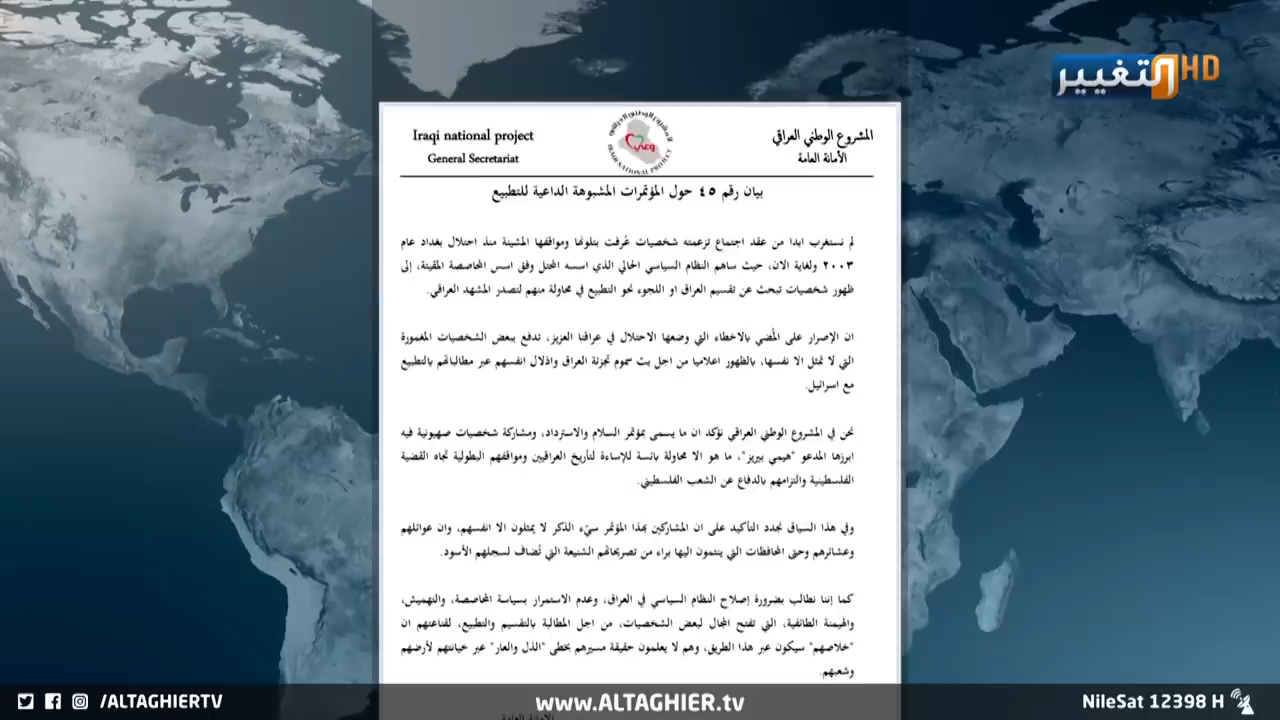 التغيير HD
Iraqi national project
المشروع الوطني العراقي
General Secretariat
الأمانة العامة
وعي
IRAQI NATIONAL PROJECT
بيان رقم ٤٥ حول المؤتمرات المشبوهة الداعية للتطبيع
لم نستغرب ابدا من عقد اجتماع تزعمته شخصيات عُرفت بتلونها ومواقفها المشينة منذ احتلال بغداد عام
٢٠٠٣ ولغاية الان، حيث ساهم النظام السياسي الحالي الذي اسسه المحتل وفق اسس المحاصصة المقيتة، إلى
ظهور شخصيات تبحث عن تقسيم العراق او اللجوء نحو التطبيع في محاولة منهم لتصدر المشهد العراقي.
ان الإصرار على المُضي بالاخطاء التي وضعها الاحتلال في عراقنا العزيز، تدفع ببعض الشخصيات المغمورة
التي لا تمثل الا نفسها، بالظهور اعلاميا من اجل بث سموم تجزئة العراق واذلال انفسهم عبر مطالباتهم بالتطبيع
مع اسرائيل.
نحن في المشروع الوطني العراقي نؤكد ان ما يسمى بمؤتمر السلام والاسترداد، ومشاركة شخصيات صهيونية فيه
ابرزها المدعو "هيمي بيريز"، ما هو الا محاولة بائسة للإساءة لتأريخ العراقيين ومواقفهم البطولية تجاه القضية
الفلسطينية والتزامهم بالدفاع عن الشعب الفلسطيني.
وفي هذا السياق نجدد التأكيد على ان المشاركين بهذا المؤتمر سيّء الذكر لا يمثلون الا انفسهم، وان عوائلهم
وعشائرهم وحتى المحافظات التي ينتمون اليها براء من تصريحاتهم الشنيعة التي تُضاف لسجلهم الأسود.
كما إننا نطالب بضرورة إصلاح النظام السياسي في العراق، وعدم الاستمرار بسياسة المحاصصة، والتهميش،
والهيمنة الطائفية، التي تفتح المجال لبعض الشخصيات، من اجل المطالبة بالتقسيم والتطبيع، لقناعتهم ان
"خلاصهم" سيكون عبر هذا الطريق، وهم لا يعلمون حقيقة مسيرهم بخطى "الذل والعار" عبر خيانتهم لأرضهم
وشعبهم.
/ALTAGHIERTV
www.ALTAGHIER.tv
NileSat 12398 H